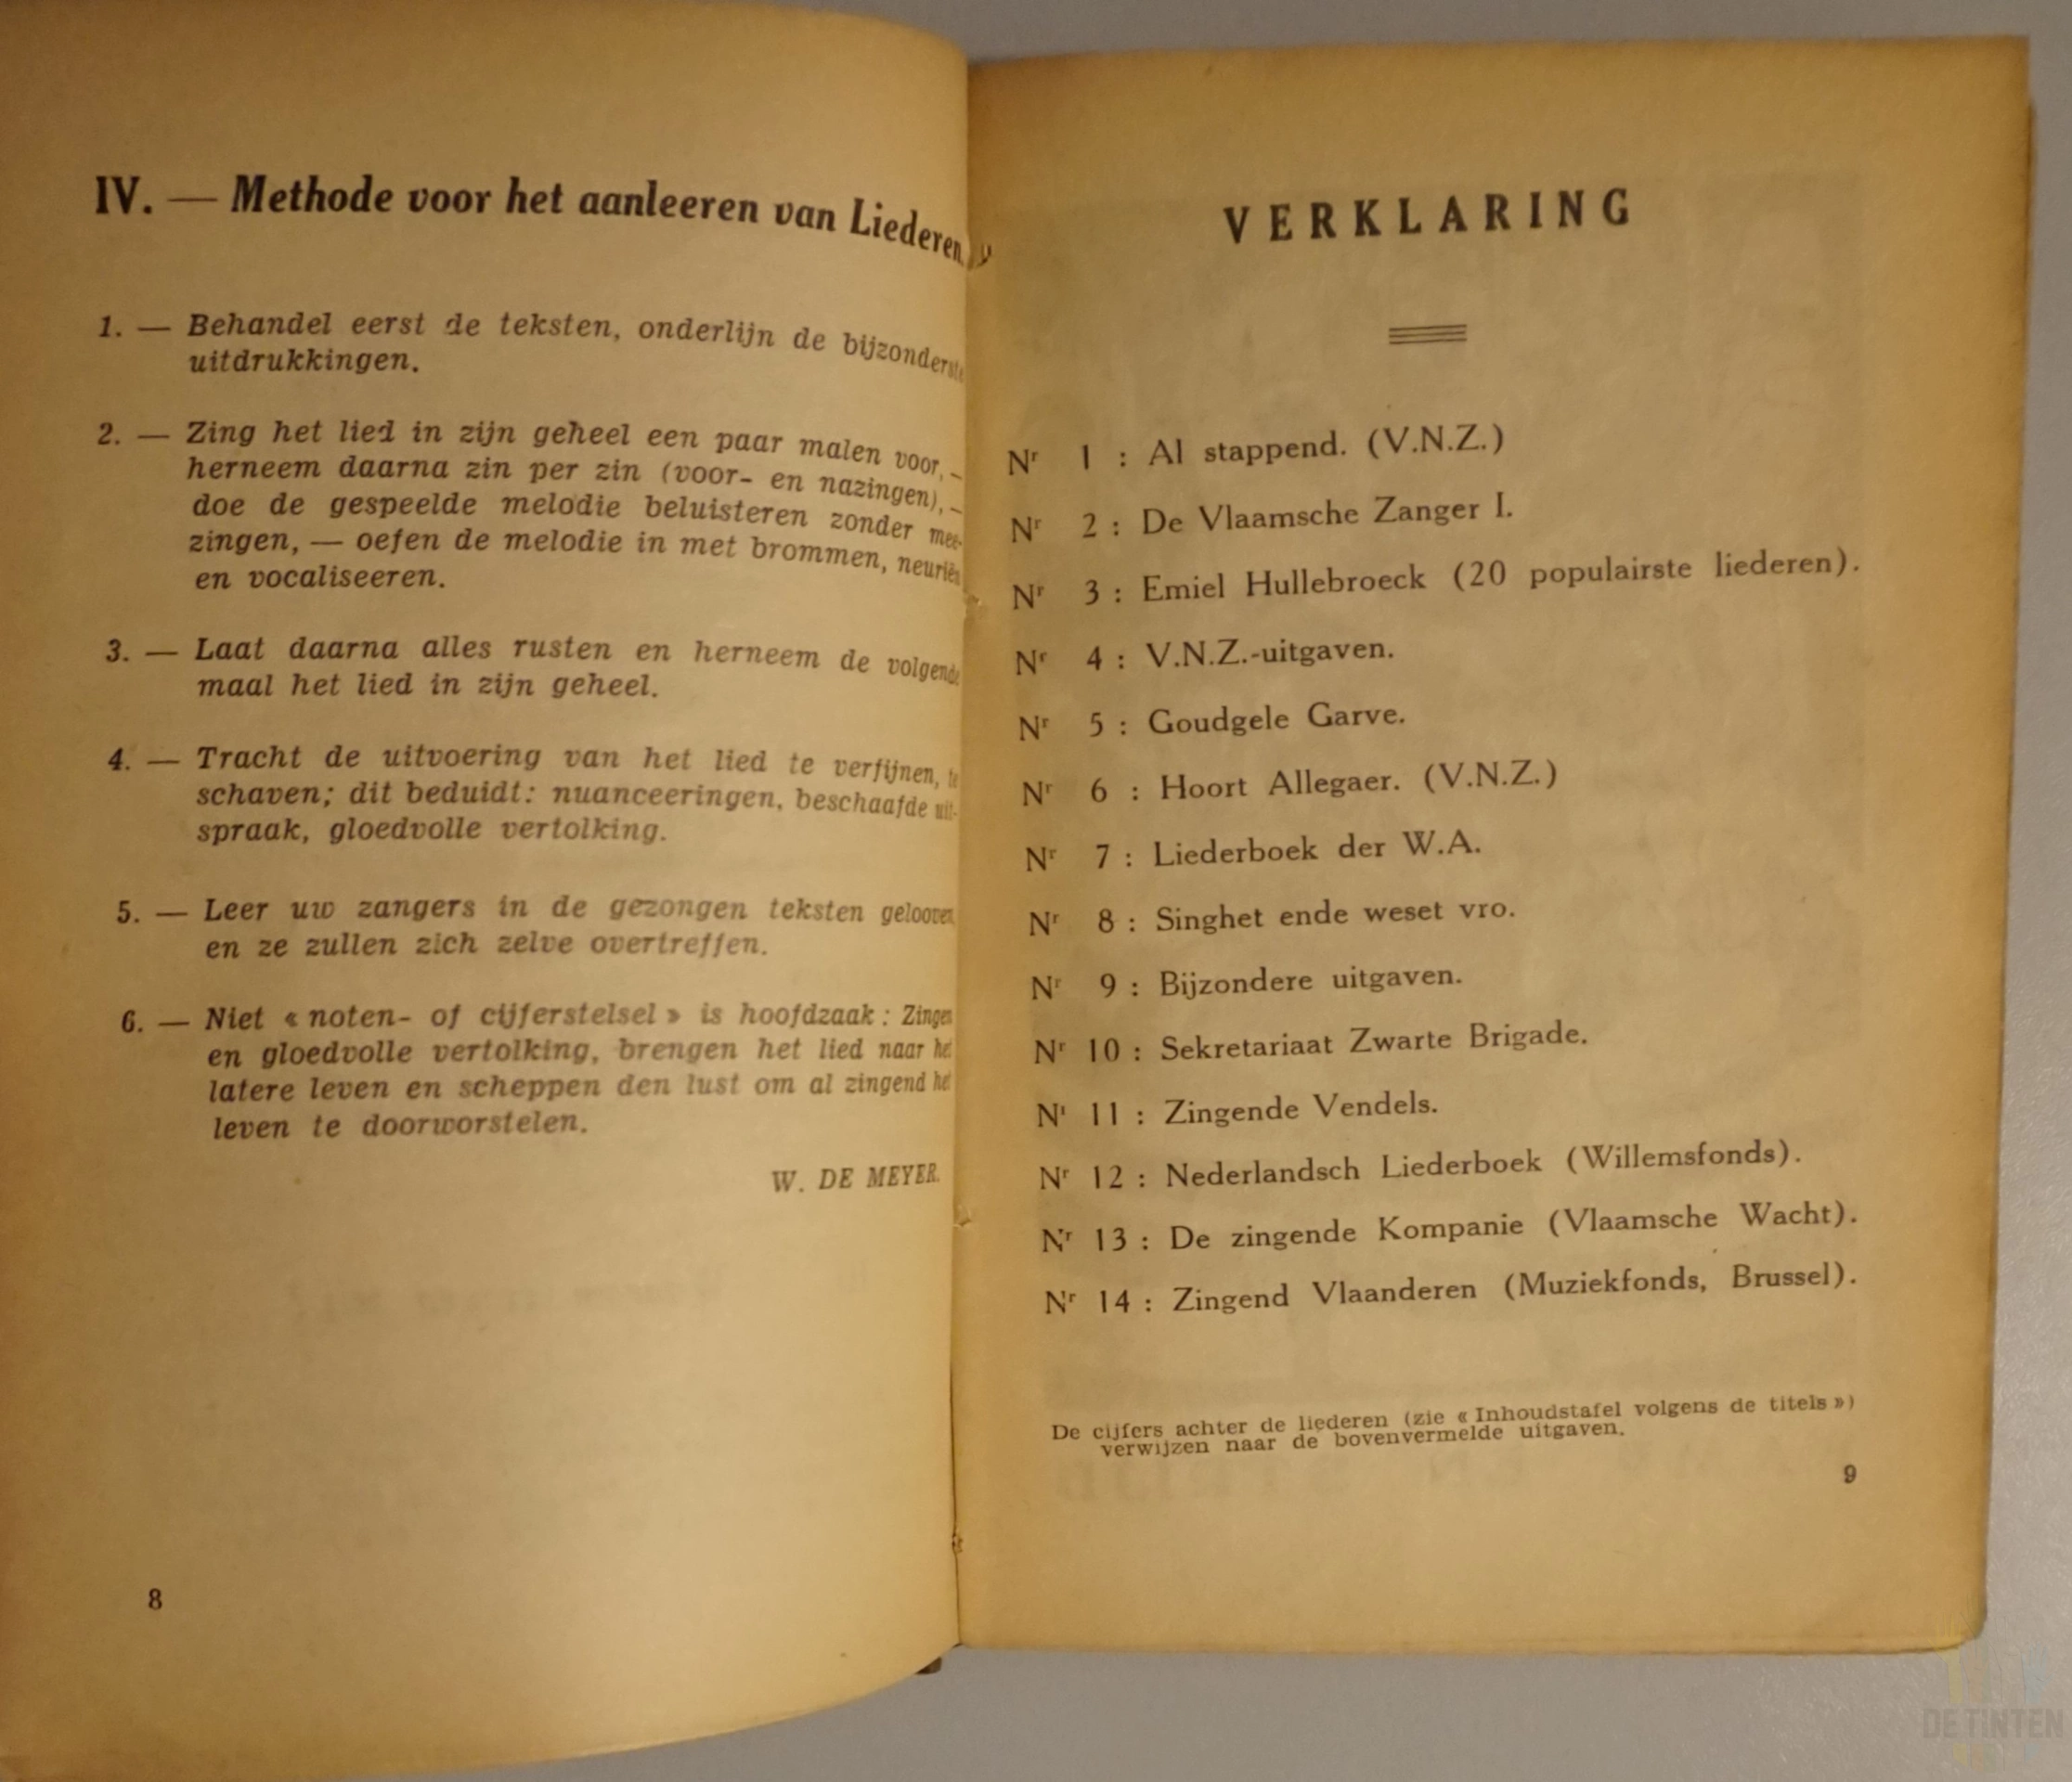 IV. — Methode voor het aanleeren van Liederen.
1. — Behandel eerst de teksten, onderlijn de bijzonderste
uitdrukkingen.
2. — Zing het lied in zijn geheel een paar malen voor, —
herneem daarna zin per zin (voor- en nazingen), —
doe de gespeelde melodie beluisteren zonder mee-
zingen, — oefen de melodie in met brommen, neuriën
en vocaliseeren.
3. — Laat daarna alles rusten en herneem de volgende
maal het lied in zijn geheel.
4. — Tracht de uitvoering van het lied te verfijnen, te
schaven; dit beduidt: nuanceeringen, beschaafde uit-
spraak, gloedvolle vertolking.
5. — Leer uw zangers in de gezongen teksten gelooven
en ze zullen zich zelve overtreffen.
6. — Niet « noten- of cijferstelsel » is hoofdzaak : Zingen
en gloedvolle vertolking, brengen het lied naar het
latere leven en scheppen den lust om al zingend het
leven te doorworstelen.
W. DE MEYER.
8
VERKLARING
Nr 1 : Al stappend. (V.N.Z.)
Nr 2 : De Vlaamsche Zanger I.
Nr 3 : Emiel Hullebroeck (20 populairste liederen).
Nr 4 : V.N.Z.-uitgaven.
Nr 5 : Goudgele Garve.
Nr 6 : Hoort Allegaer. (V.N.Z.)
Nr 7 : Liederboek der W.A.
Nr 8 : Singhet ende weset vro.
Nr 9 : Bijzondere uitgaven.
Nr 10 : Sekretariaat Zwarte Brigade.
Nr 11 : Zingende Vendels.
Nr 12 : Nederlandsch Liederboek (Willemsfonds).
Nr 13 : De zingende Kompanie (Vlaamsche Wacht).
Nr 14 : Zingend Vlaanderen (Muziekfonds, Brussel).
De cijfers achter de liederen (zie « Inhoudstafel volgens de titels »)
verwijzen naar de bovenvermelde uitgaven.
9
DE TINTEN